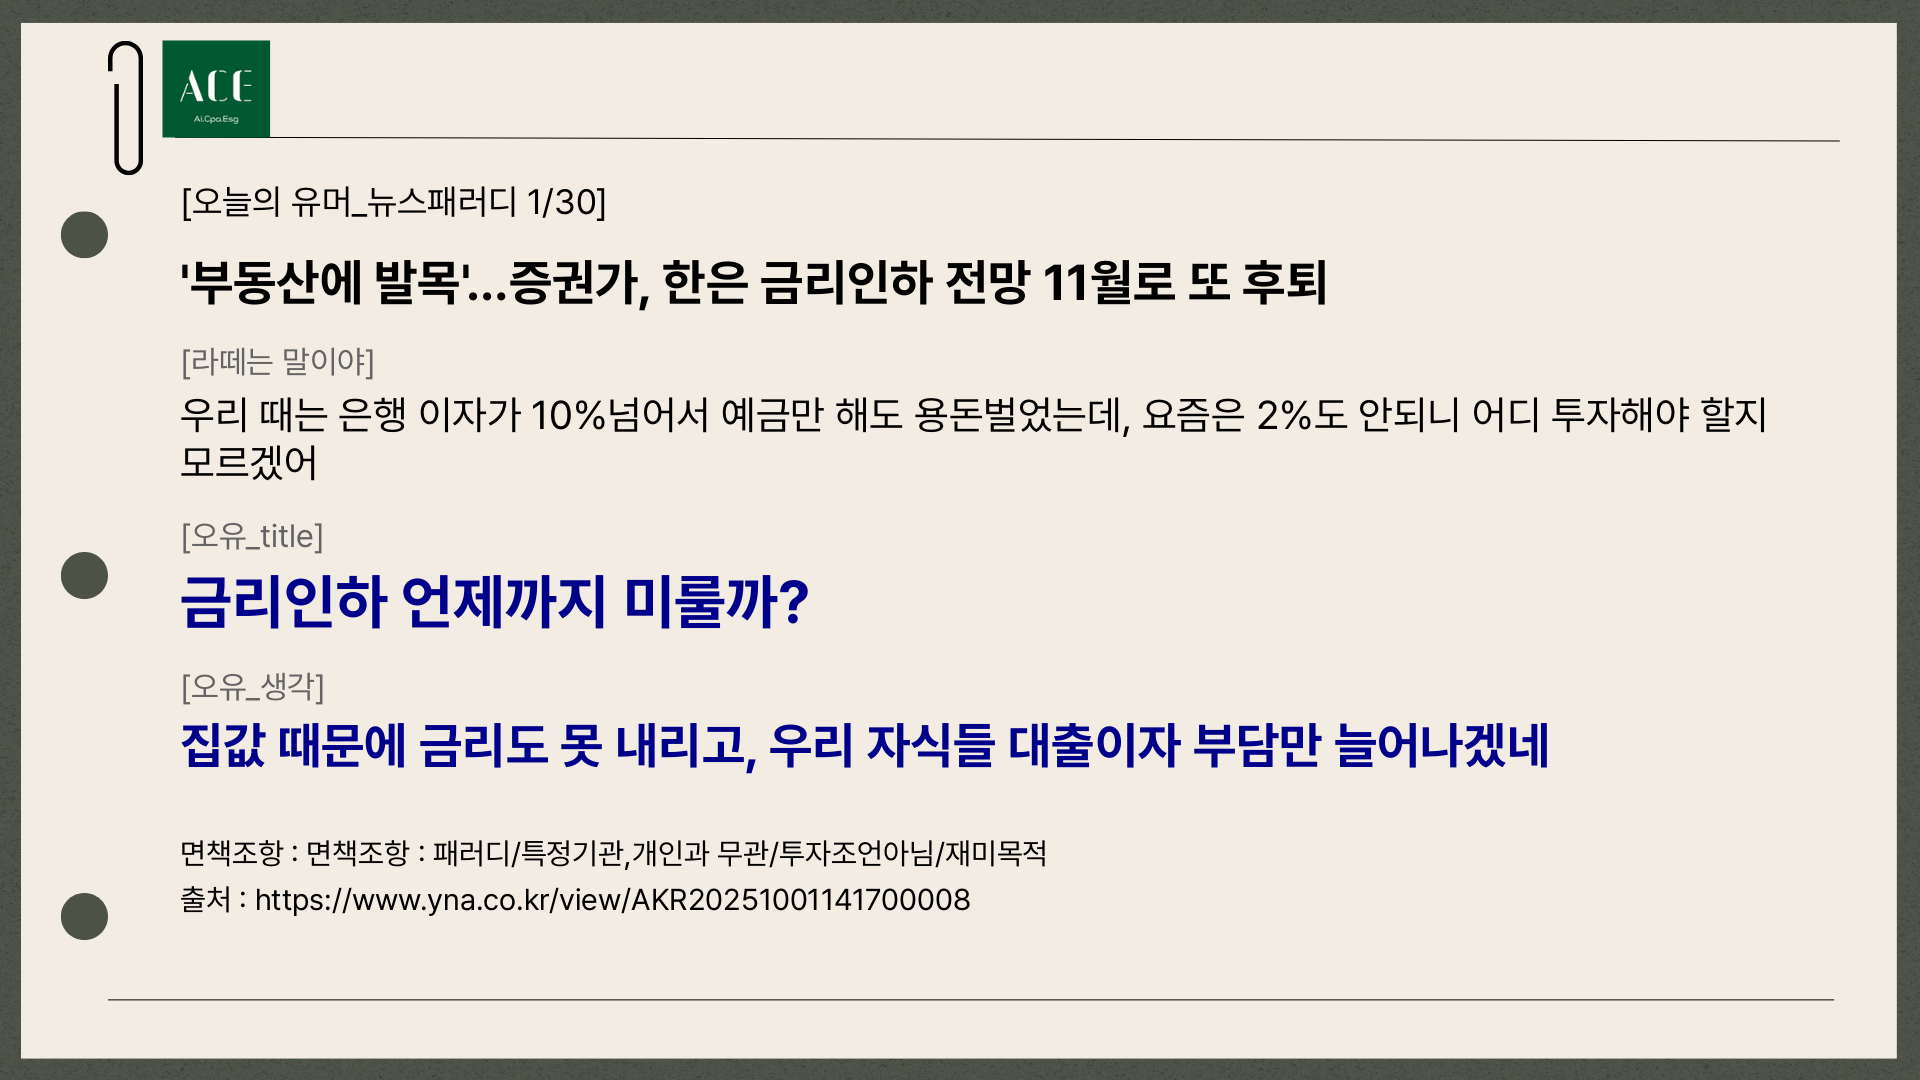 ACE
Ai.Cpa.Esg
[오늘의 유머_뉴스패러디 1/30]
'부동산에 발목'...증권가, 한은 금리인하 전망 11월로 또 후퇴
[라떼는 말이야]
우리 때는 은행 이자가 10%넘어서 예금만 해도 용돈벌었는데, 요즘은 2%도 안되니 어디 투자해야 할지
모르겠어
[오유_title]
금리인하 언제까지 미룰까?
[오유_생각]
집값 때문에 금리도 못 내리고, 우리 자식들 대출이자 부담만 늘어나겠네
면책조항 : 면책조항 : 패러디/특정기관,개인과 무관/투자조언아님/재미목적
출처 : https://www.yna.co.kr/view/AKR20251001141700008